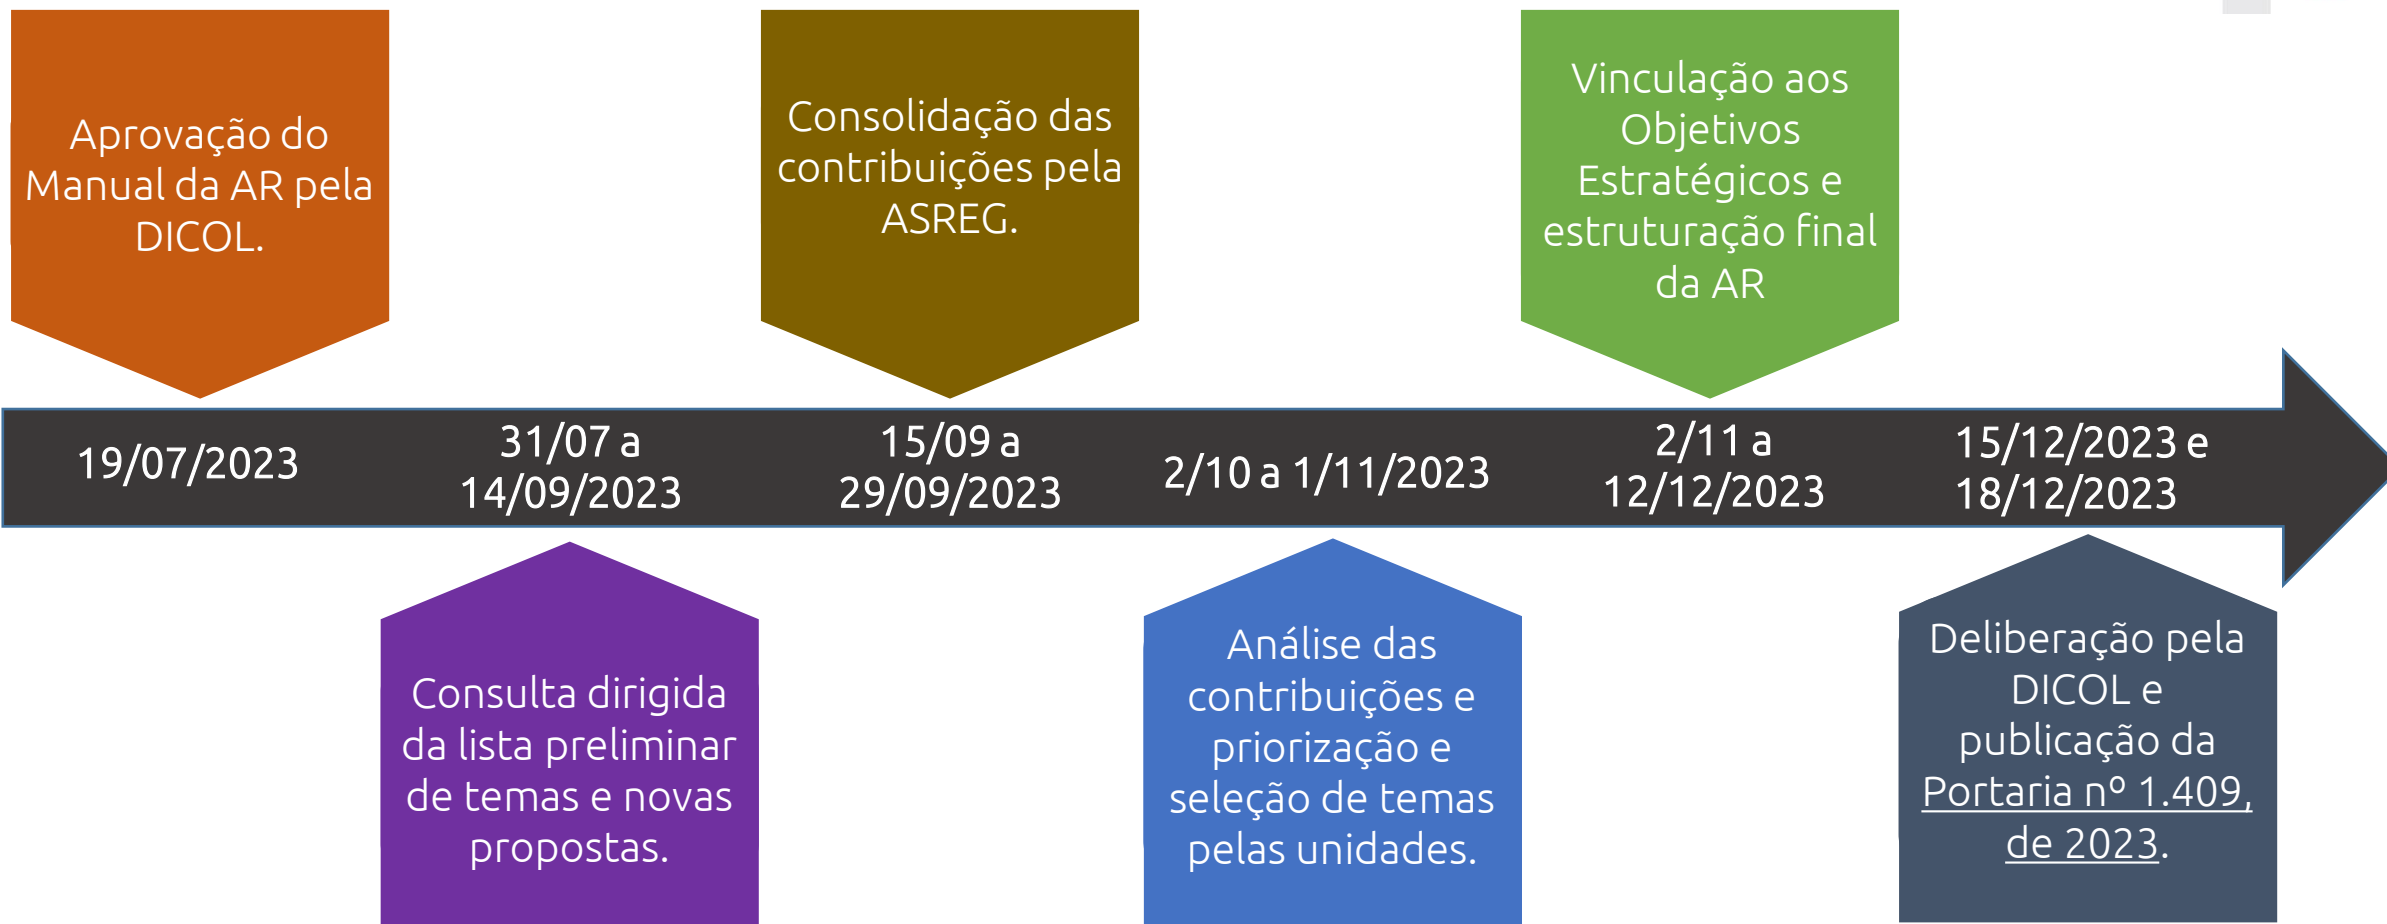 Aprovação do
Manual da AR pela
DICOL.
Consolidação das
contribuições pela
ASREG.
Vinculação aos
Objetivos
Estratégicos e
estruturação final
da AR
19/07/2023
31/07 a
14/09/2023
15/09 a
29/09/2023
2/10 a 1/11/2023
2/11 a
12/12/2023
15/12/2023 e
18/12/2023
Consulta dirigida
da lista preliminar
de temas e novas
propostas.
Análise das
contribuições e
priorização e
seleção de temas
pelas unidades.
Deliberação pela
DICOL e
publicação da
Portaria nº 1.409,
de 2023.